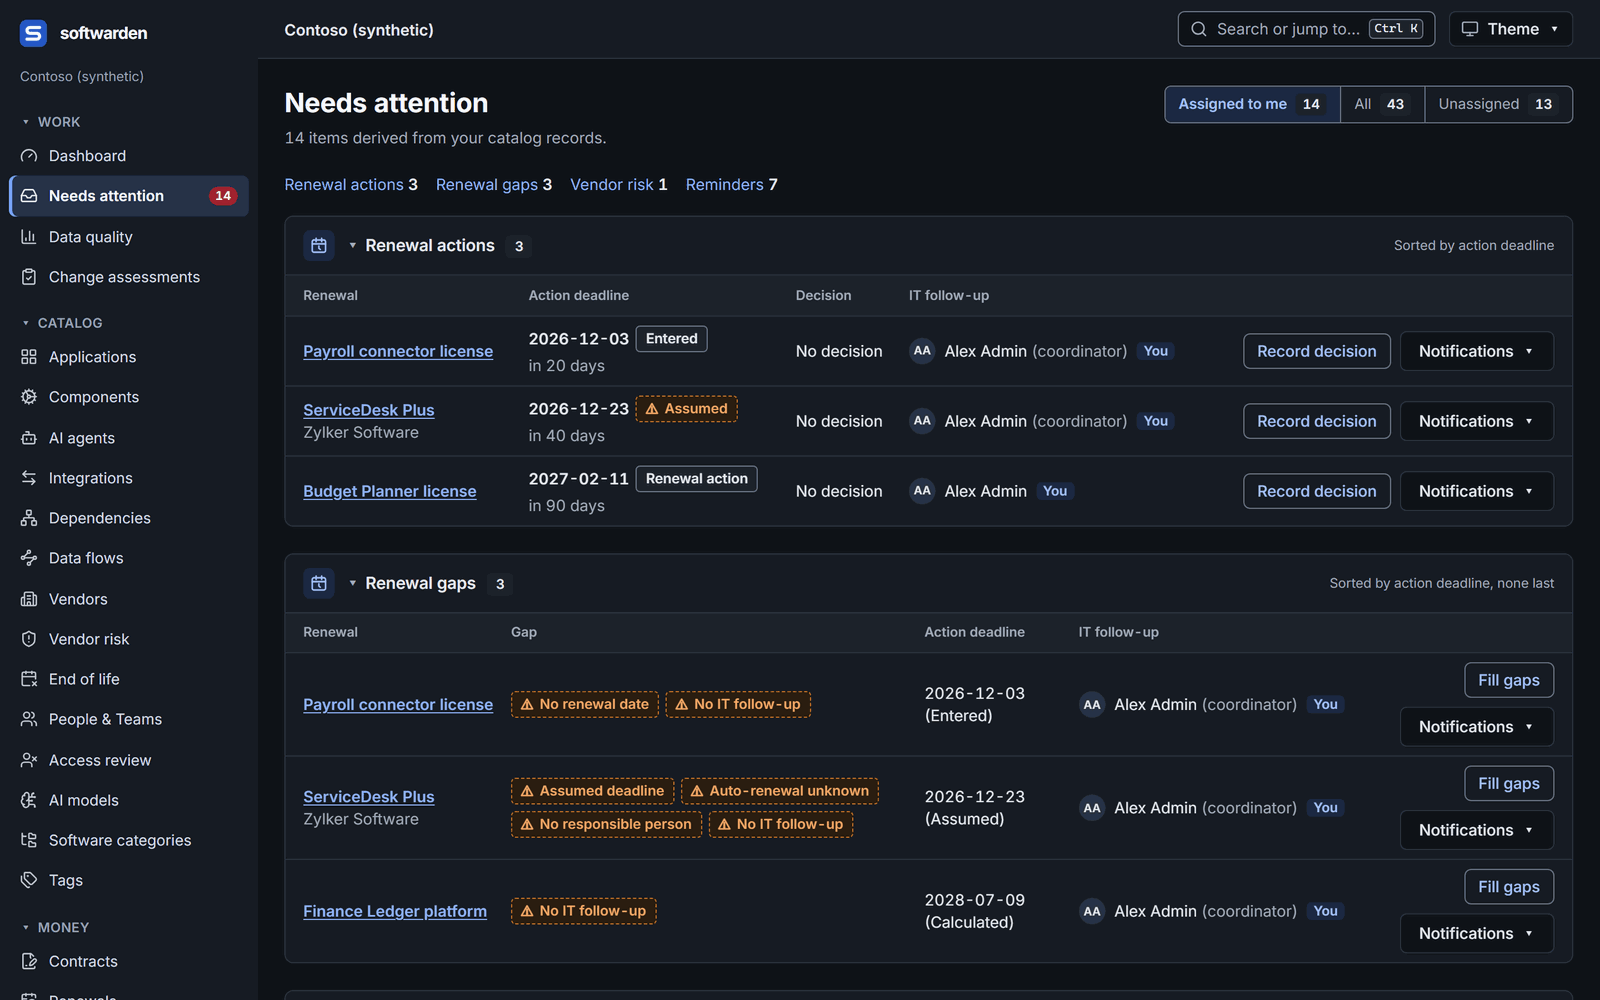 softwarden
Contoso (synthetic)
WORK
Dashboard
Needs attention 14
Data quality
Change assessments
CATALOG
Applications
Components
AI agents
Integrations
Dependencies
Data flows
Vendors
Vendor risk
End of life
People & Teams
Access review
AI models
Software categories
Tags
MONEY
Contracts
Renewals
Contoso (synthetic)
Search or jump to... Ctrl K
Theme
Needs attention
14 items derived from your catalog records.
Assigned to me 14 All 43 Unassigned 13
Renewal actions 3 Renewal gaps 3 Vendor risk 1 Reminders 7
Renewal actions 3 Sorted by action deadline
Renewal Action deadline Decision IT follow-up
Payroll connector license 2026-12-03 Entered No decision AA Alex Admin (coordinator) You Record decision Notifications
in 20 days
ServiceDesk Plus 2026-12-23 Assumed No decision AA Alex Admin (coordinator) You Record decision Notifications
Zylker Software in 40 days
Budget Planner license 2027-02-11 Renewal action No decision AA Alex Admin You Record decision Notifications
in 90 days
Renewal gaps 3 Sorted by action deadline, none last
Renewal Gap Action deadline IT follow-up
Payroll connector license No renewal date No IT follow-up 2026-12-03 (Entered) AA Alex Admin (coordinator) You Fill gaps
Notifications
ServiceDesk Plus Assumed deadline Auto-renewal unknown 2026-12-23 (Assumed) AA Alex Admin (coordinator) You Fill gaps
Zylker Software No responsible person No IT follow-up Notifications
Finance Ledger platform No IT follow-up 2028-07-09 (Calculated) AA Alex Admin (coordinator) You Fill gaps
Notifications